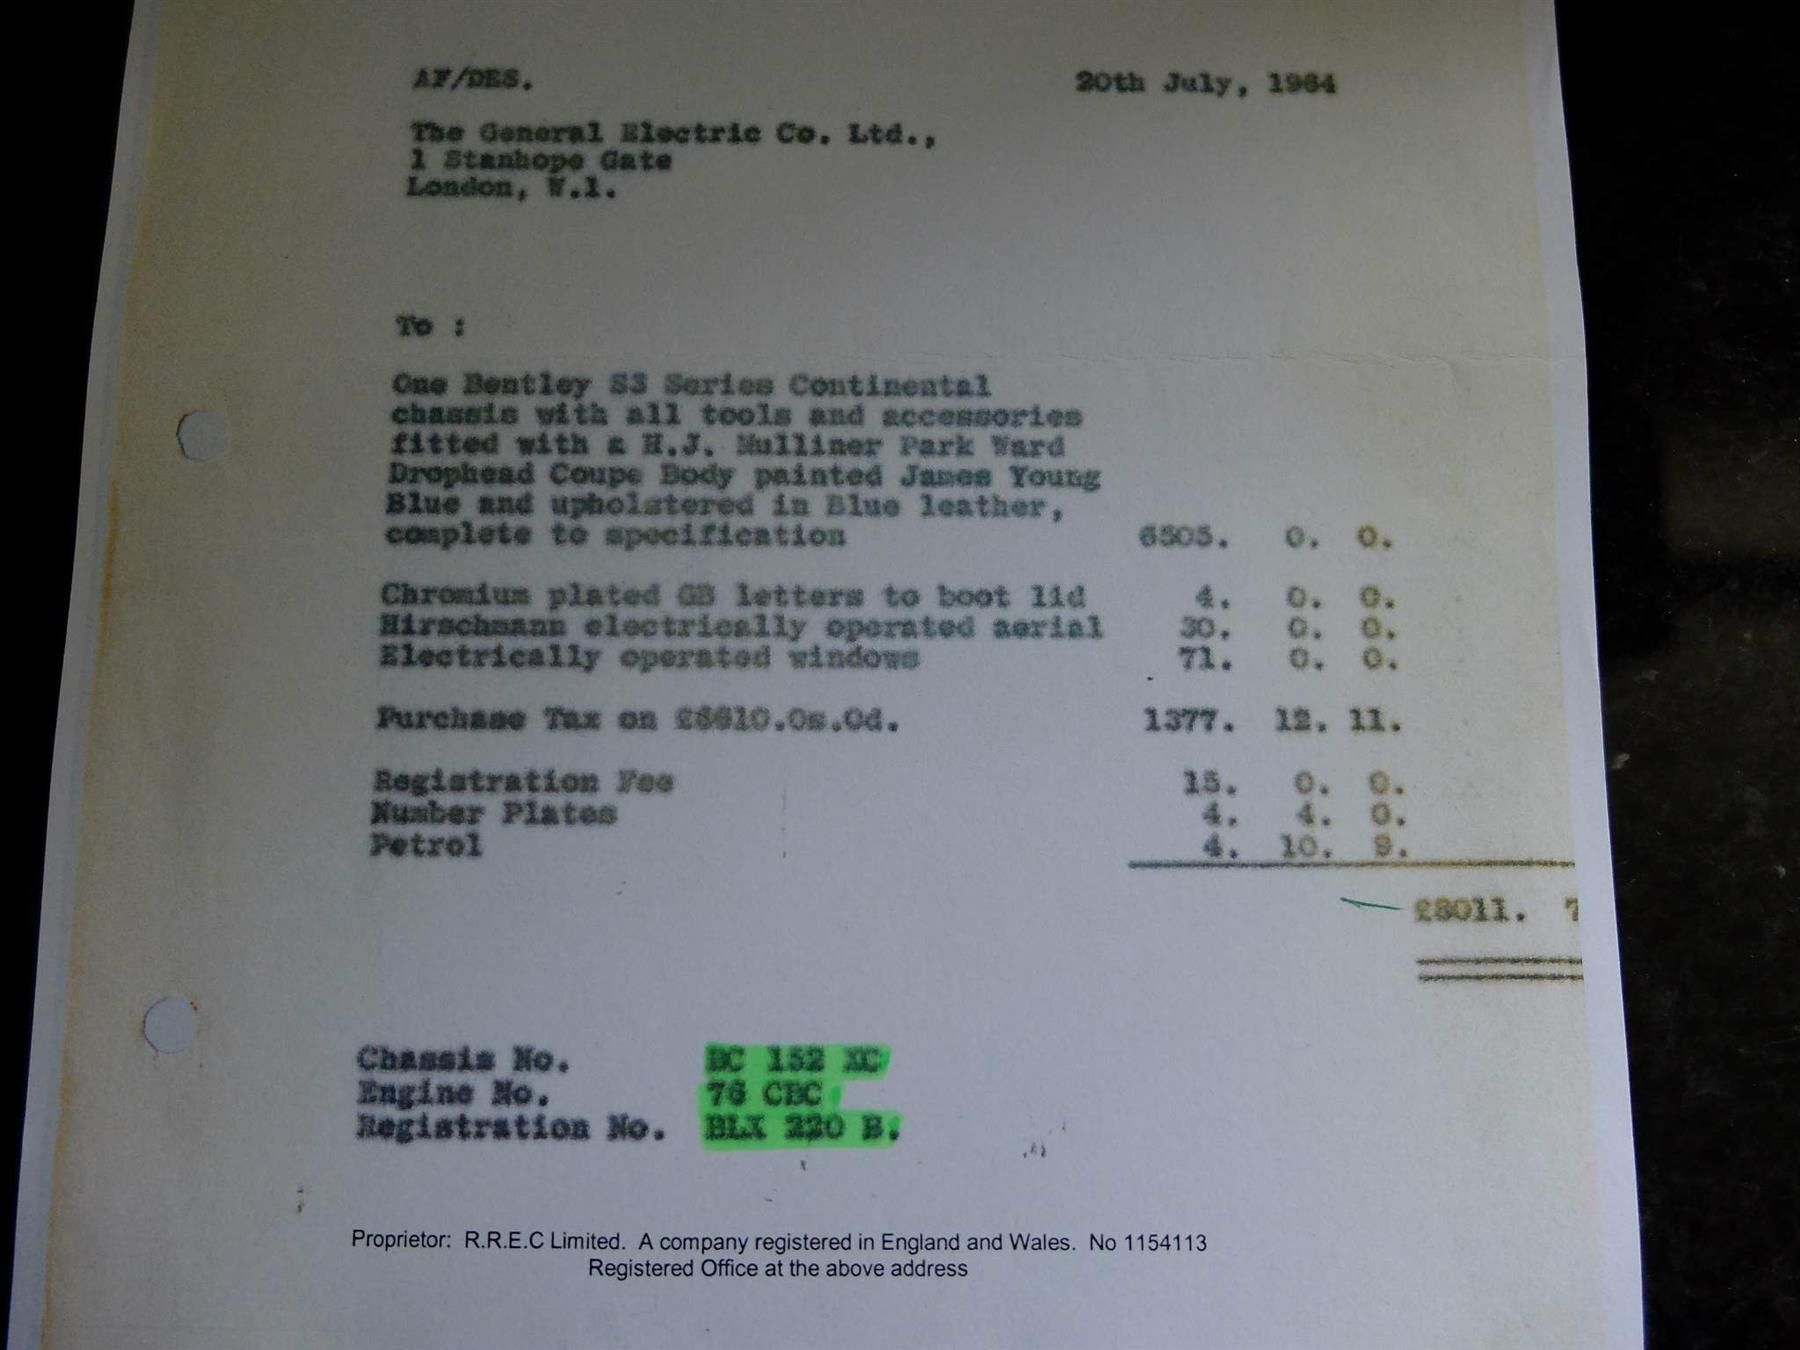 AF/DES. 20th July, 1964
The General Electric Co. Ltd.,
1 Stanhope Gate
London, W.1.
To :
One Bentley S3 Series Continental
chassis with all tools and accessories
fitted with a H.J. Mulliner Park Ward
Drophead Coupe Body painted James Young
Blue and upholstered in Blue leather,
complete to specification 6505. 0. 0.
Chromium plated GB letters to boot lid 4. 0. 0.
Hirschmann electrically operated aerial 30. 0. 0.
Electrically operated windows 71. 0. 0.
Purchase Tax on £6610.0s.0d. 1377. 12. 11.
Registration Fee 15. 0. 0.
Number Plates 4. 4. 0.
Petrol 4. 10. 9.
£8011. 7
Chassis No. BC 152 XC
Engine No. 76 CBC
Registration No. BLX 220 B.
Proprietor: R.R.E.C Limited. A company registered in England and Wales. No 1154113
Registered Office at the above address